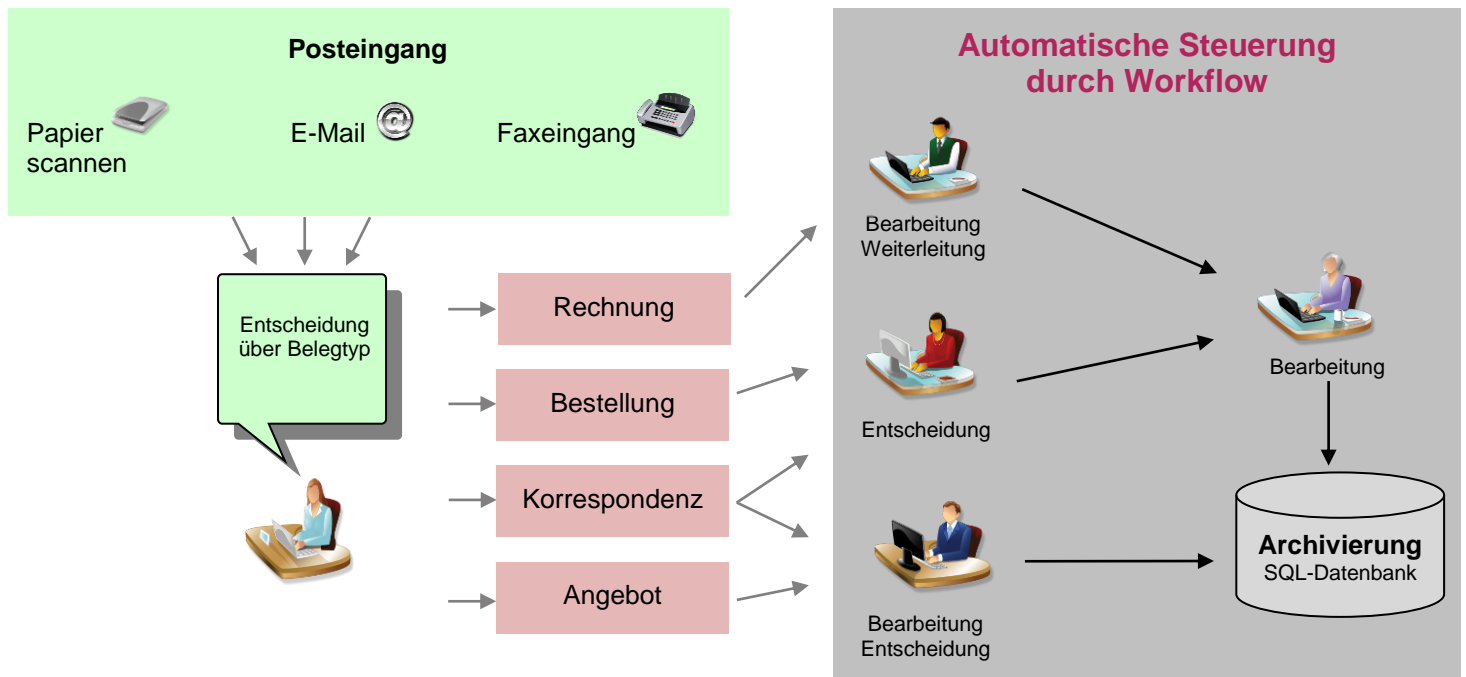 Posteingang
Papier
scannen
E-Mail
@
Faxeingang
Entscheidung
über Belegtyp
Rechnung
Bestellung
Korrespondenz
Angebot
Automatische Steuerung
durch Workflow
Bearbeitung
Weiterleitung
Entscheidung
Bearbeitung
Entscheidung
Bearbeitung
Archivierung
SQL-Datenbank